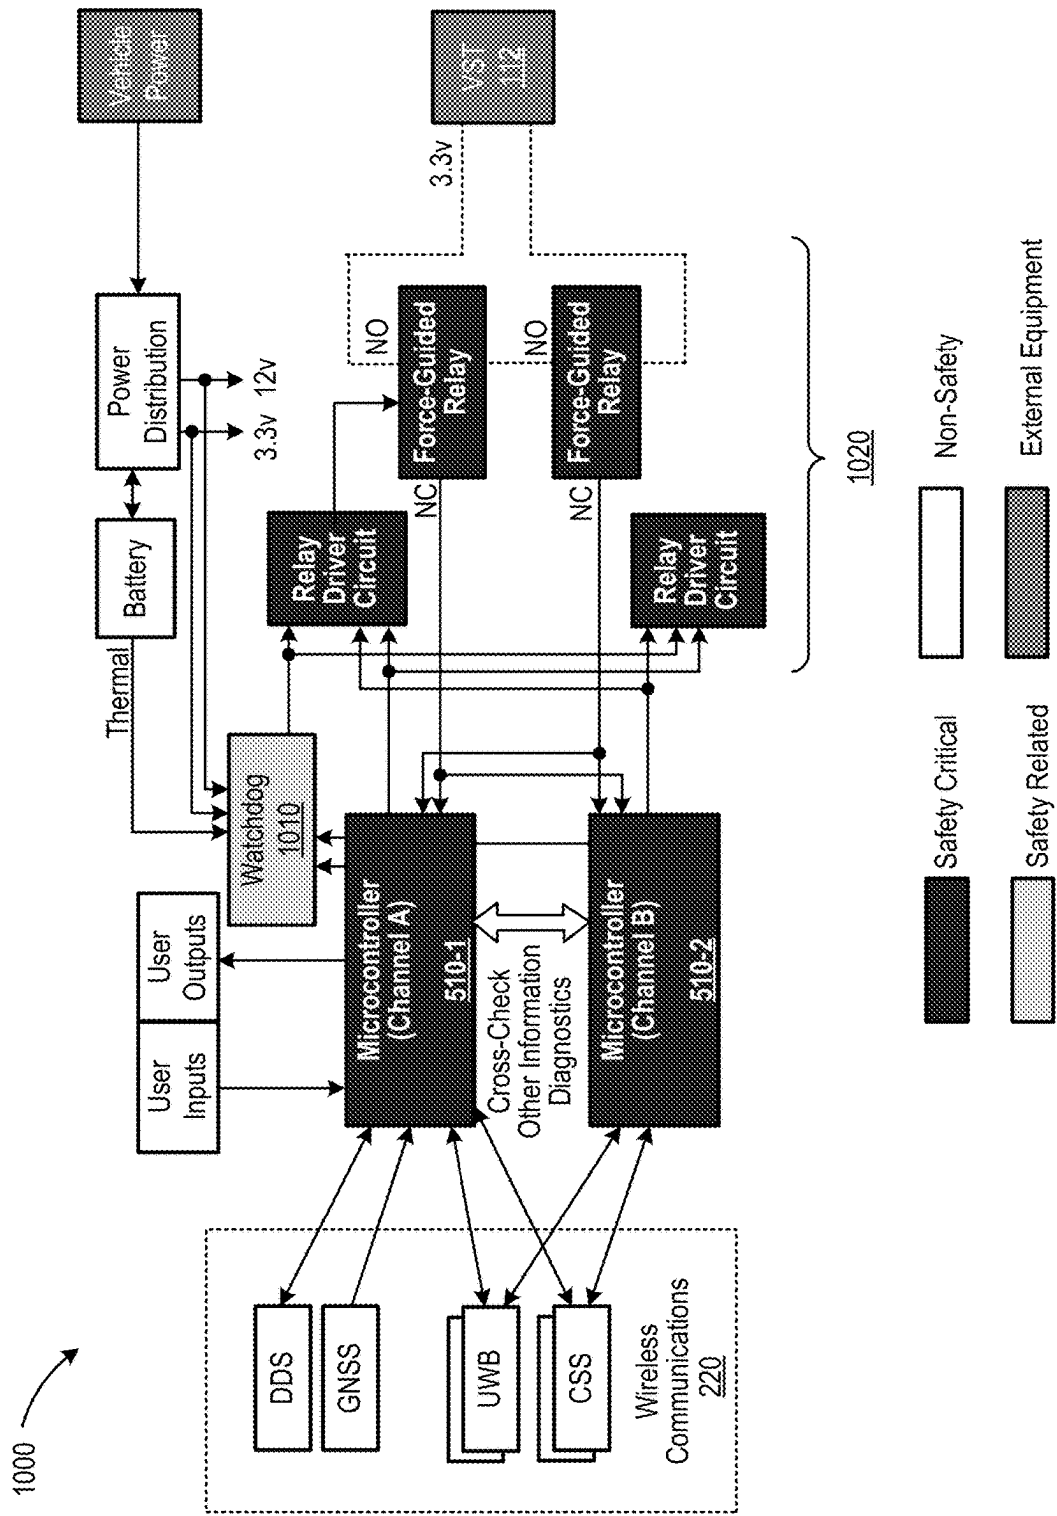 1000
DDS
GNSS
UWB
CSS
Wireless
Communications
220
User
Inputs
User
Outputs
Watchdog
1010
Thermal
Battery
Power
Distribution
3.3v
12v
Vehicle
Power
Microcontroller
(Channel A)
510-1
Cross-Check
Other Information
Diagnostics
Microcontroller
(Channel B)
510-2
Relay
Driver
Circuit
Relay
Driver
Circuit
NC
Force-Guided
Relay
NO
NC
Force-Guided
Relay
NO
3.3v
VST
112
1020
Safety Critical
Non-Safety
Safety Related
External Equipment